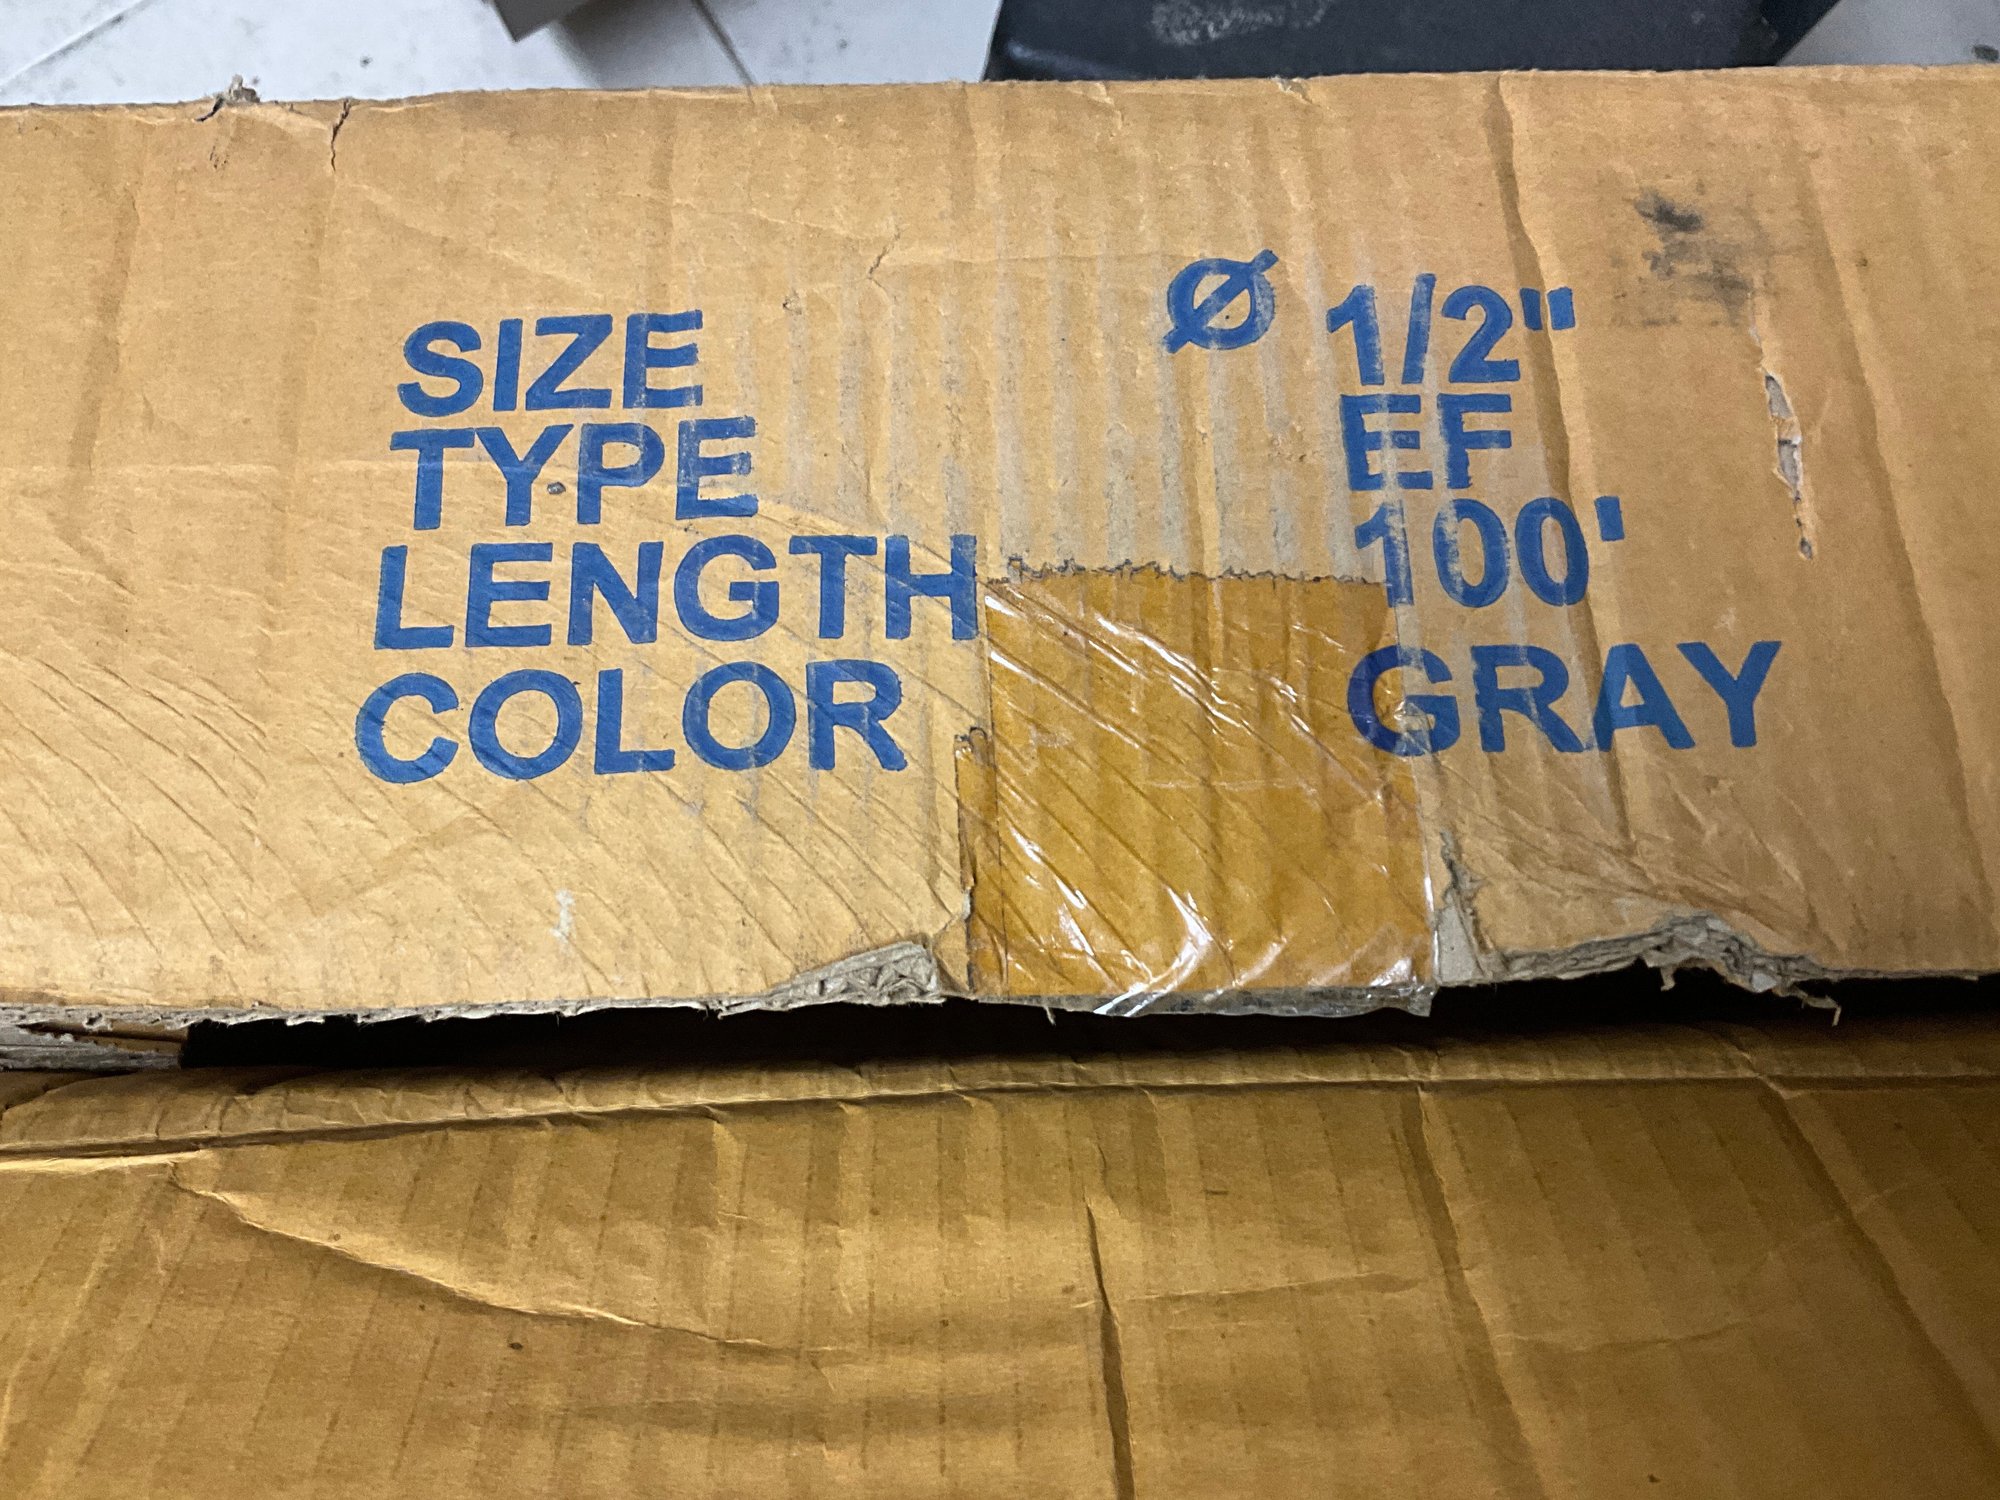 SIZE Ø 1/2"
TYPE EF
LENGTH 100'
COLOR GRAY